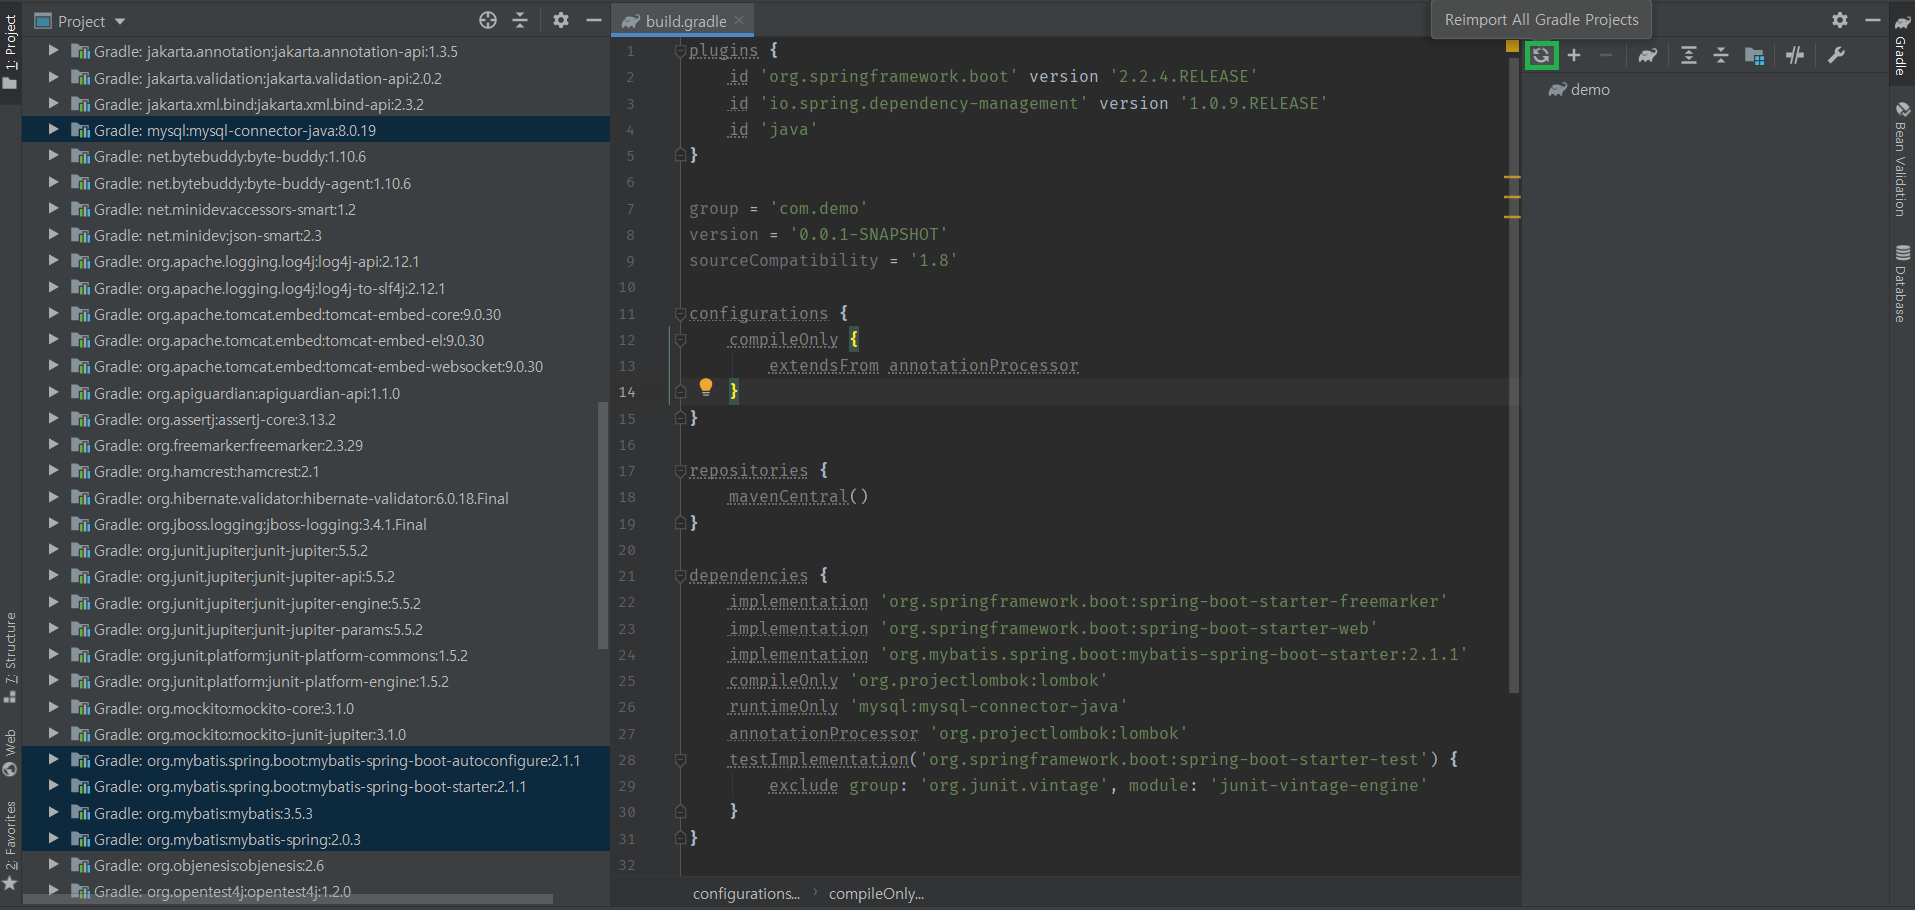 1: Project
7: Structure
Web
2: Favorites
Project
Gradle: jakarta.annotation:jakarta.annotation-api:1.3.5
Gradle: jakarta.validation:jakarta.validation-api:2.0.2
Gradle: jakarta.xml.bind:jakarta.xml.bind-api:2.3.2
Gradle: mysql:mysql-connector-java:8.0.19
Gradle: net.bytebuddy:byte-buddy:1.10.6
Gradle: net.bytebuddy:byte-buddy-agent:1.10.6
Gradle: net.minidev:accessors-smart:1.2
Gradle: net.minidev:json-smart:2.3
Gradle: org.apache.logging.log4j:log4j-api:2.12.1
Gradle: org.apache.logging.log4j:log4j-to-slf4j:2.12.1
Gradle: org.apache.tomcat.embed:tomcat-embed-core:9.0.30
Gradle: org.apache.tomcat.embed:tomcat-embed-el:9.0.30
Gradle: org.apache.tomcat.embed:tomcat-embed-websocket:9.0.30
Gradle: org.apiguardian:apiguardian-api:1.1.0
Gradle: org.assertj:assertj-core:3.13.2
Gradle: org.freemarker:freemarker:2.3.29
Gradle: org.hamcrest:hamcrest:2.1
Gradle: org.hibernate.validator:hibernate-validator:6.0.18.Final
Gradle: org.jboss.logging:jboss-logging:3.4.1.Final
Gradle: org.junit.jupiter:junit-jupiter:5.5.2
Gradle: org.junit.jupiter:junit-jupiter-api:5.5.2
Gradle: org.junit.jupiter:junit-jupiter-engine:5.5.2
Gradle: org.junit.jupiter:junit-jupiter-params:5.5.2
Gradle: org.junit.platform:junit-platform-commons:1.5.2
Gradle: org.junit.platform:junit-platform-engine:1.5.2
Gradle: org.mockito:mockito-core:3.1.0
Gradle: org.mockito:mockito-junit-jupiter:3.1.0
Gradle: org.mybatis.spring.boot:mybatis-spring-boot-autoconfigure:2.1.1
Gradle: org.mybatis.spring.boot:mybatis-spring-boot-starter:2.1.1
Gradle: org.mybatis:mybatis:3.5.3
Gradle: org.mybatis:mybatis-spring:2.0.3
Gradle: org.objenesis:objenesis:2.6
Gradle: org.opentest4j:opentest4j:1.2.0
build.gradle
1 plugins {
2     id 'org.springframework.boot' version '2.2.4.RELEASE'
3     id 'io.spring.dependency-management' version '1.0.9.RELEASE'
4     id 'java'
5 }
6
7 group = 'com.demo'
8 version = '0.0.1-SNAPSHOT'
9 sourceCompatibility = '1.8'
10
11 configurations {
12     compileOnly {
13         extendsFrom annotationProcessor
14     }
15 }
16
17 repositories {
18     mavenCentral()
19 }
20
21 dependencies {
22     implementation 'org.springframework.boot:spring-boot-starter-freemarker'
23     implementation 'org.springframework.boot:spring-boot-starter-web'
24     implementation 'org.mybatis.spring.boot:mybatis-spring-boot-starter:2.1.1'
25     compileOnly 'org.projectlombok:lombok'
26     runtimeOnly 'mysql:mysql-connector-java'
27     annotationProcessor 'org.projectlombok:lombok'
28     testImplementation('org.springframework.boot:spring-boot-starter-test') {
29         exclude group: 'org.junit.vintage', module: 'junit-vintage-engine'
30     }
31 }
32
configurations... › compileOnly...
Reimport All Gradle Projects
demo
Gradle
Bean Validation
Database